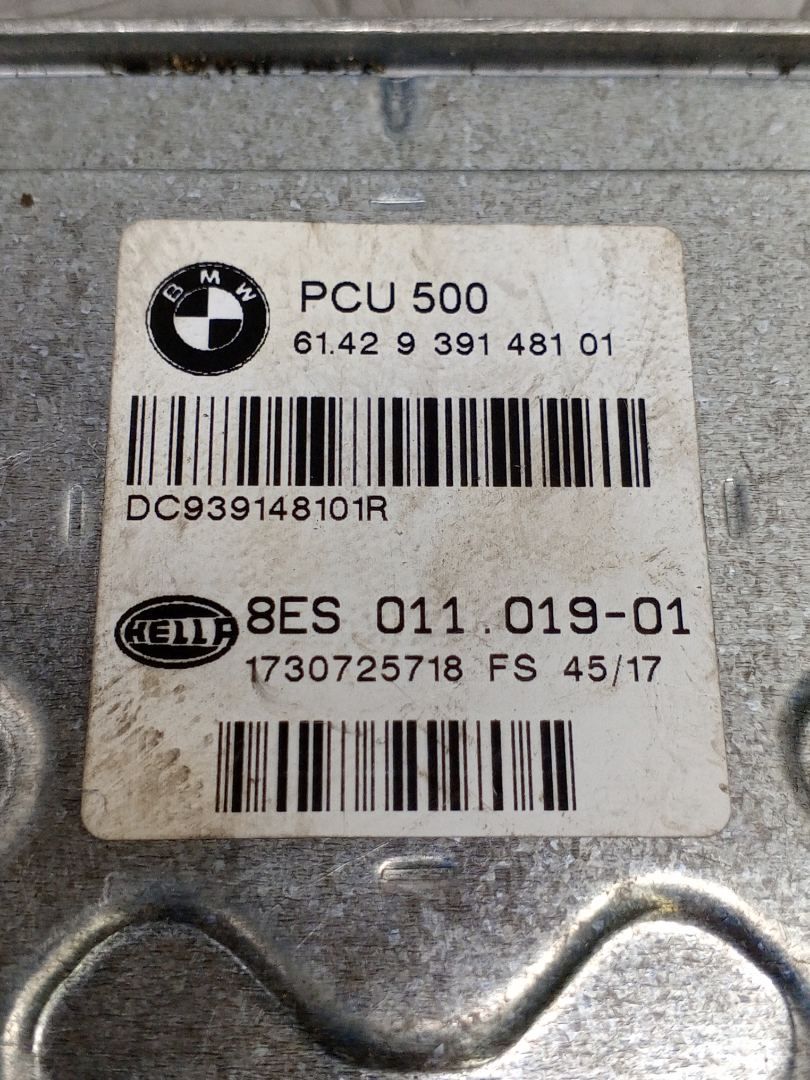 BMW
PCU 500
61.42 9 391 481 01
DC939148101R
HELLA
8ES 011.019-01
1730725718 FS 45/17